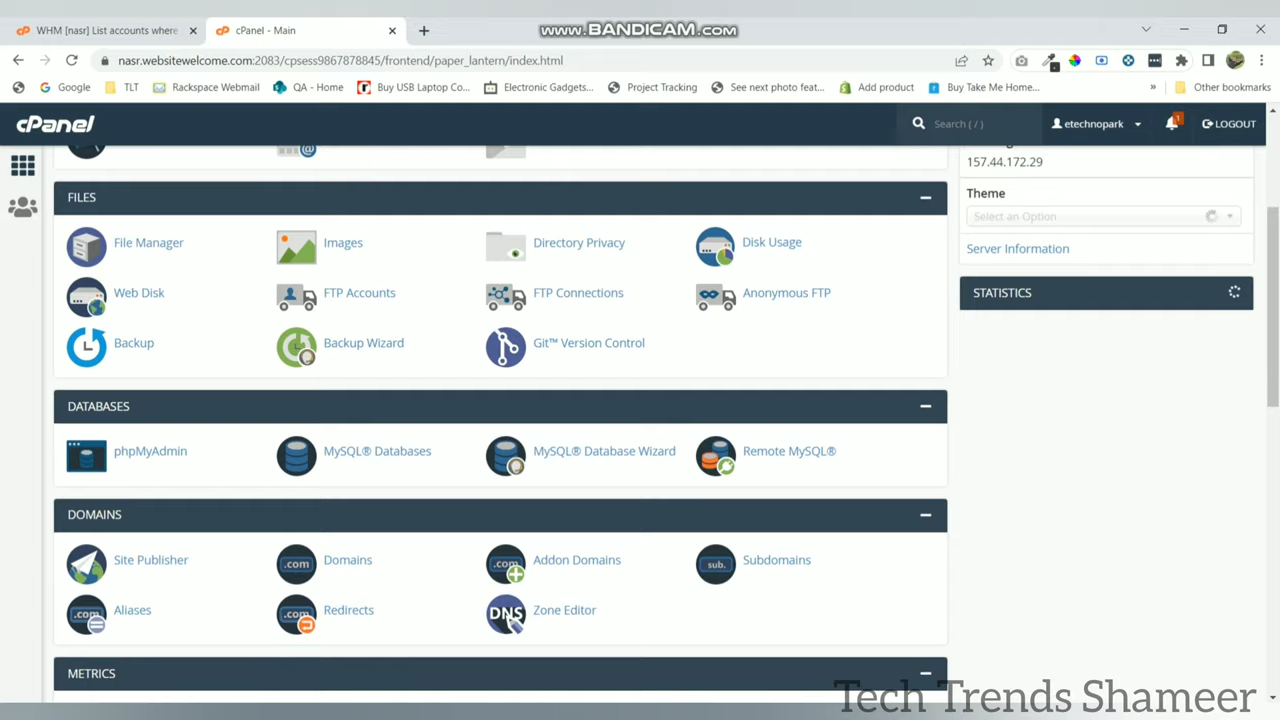 WHM [nasr] List accounts where
cPanel - Main
www.BANDICAM.com
nasr.websitewelcome.com:2083/cpsess9867878845/frontend/paper_lantern/index.html
Google
TLT
Rackspace Webmail
QA - Home
Buy USB Laptop Co...
Electronic Gadgets...
Project Tracking
See next photo feat...
Add product
Buy Take Me Home...
»
Other bookmarks
cPanel
Search ( / )
etechnopark
1
LOGOUT
157.44.172.29
FILES
Theme
Select an Option
File Manager
Images
Directory Privacy
Disk Usage
Server Information
Web Disk
FTP Accounts
FTP Connections
Anonymous FTP
STATISTICS
Backup
Backup Wizard
Git™ Version Control
DATABASES
phpMyAdmin
MySQL® Databases
MySQL® Database Wizard
Remote MySQL®
DOMAINS
Site Publisher
.com
Domains
.com
Addon Domains
sub.
Subdomains
.com
Aliases
.com
Redirects
DNS
Zone Editor
METRICS
Tech Trends Shameer